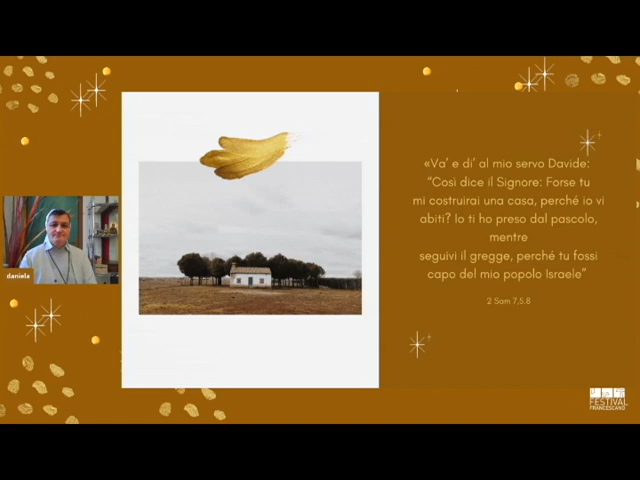 «Va' e di' al mio servo Davide:
"Così dice il Signore: Forse tu
mi costruirai una casa, perché io vi
abiti? Io ti ho preso dal pascolo,
mentre
seguivi il gregge, perché tu fossi
capo del mio popolo Israele"
2 Sam 7,5.8
daniela
FESTIVAL
FRANCESCANO